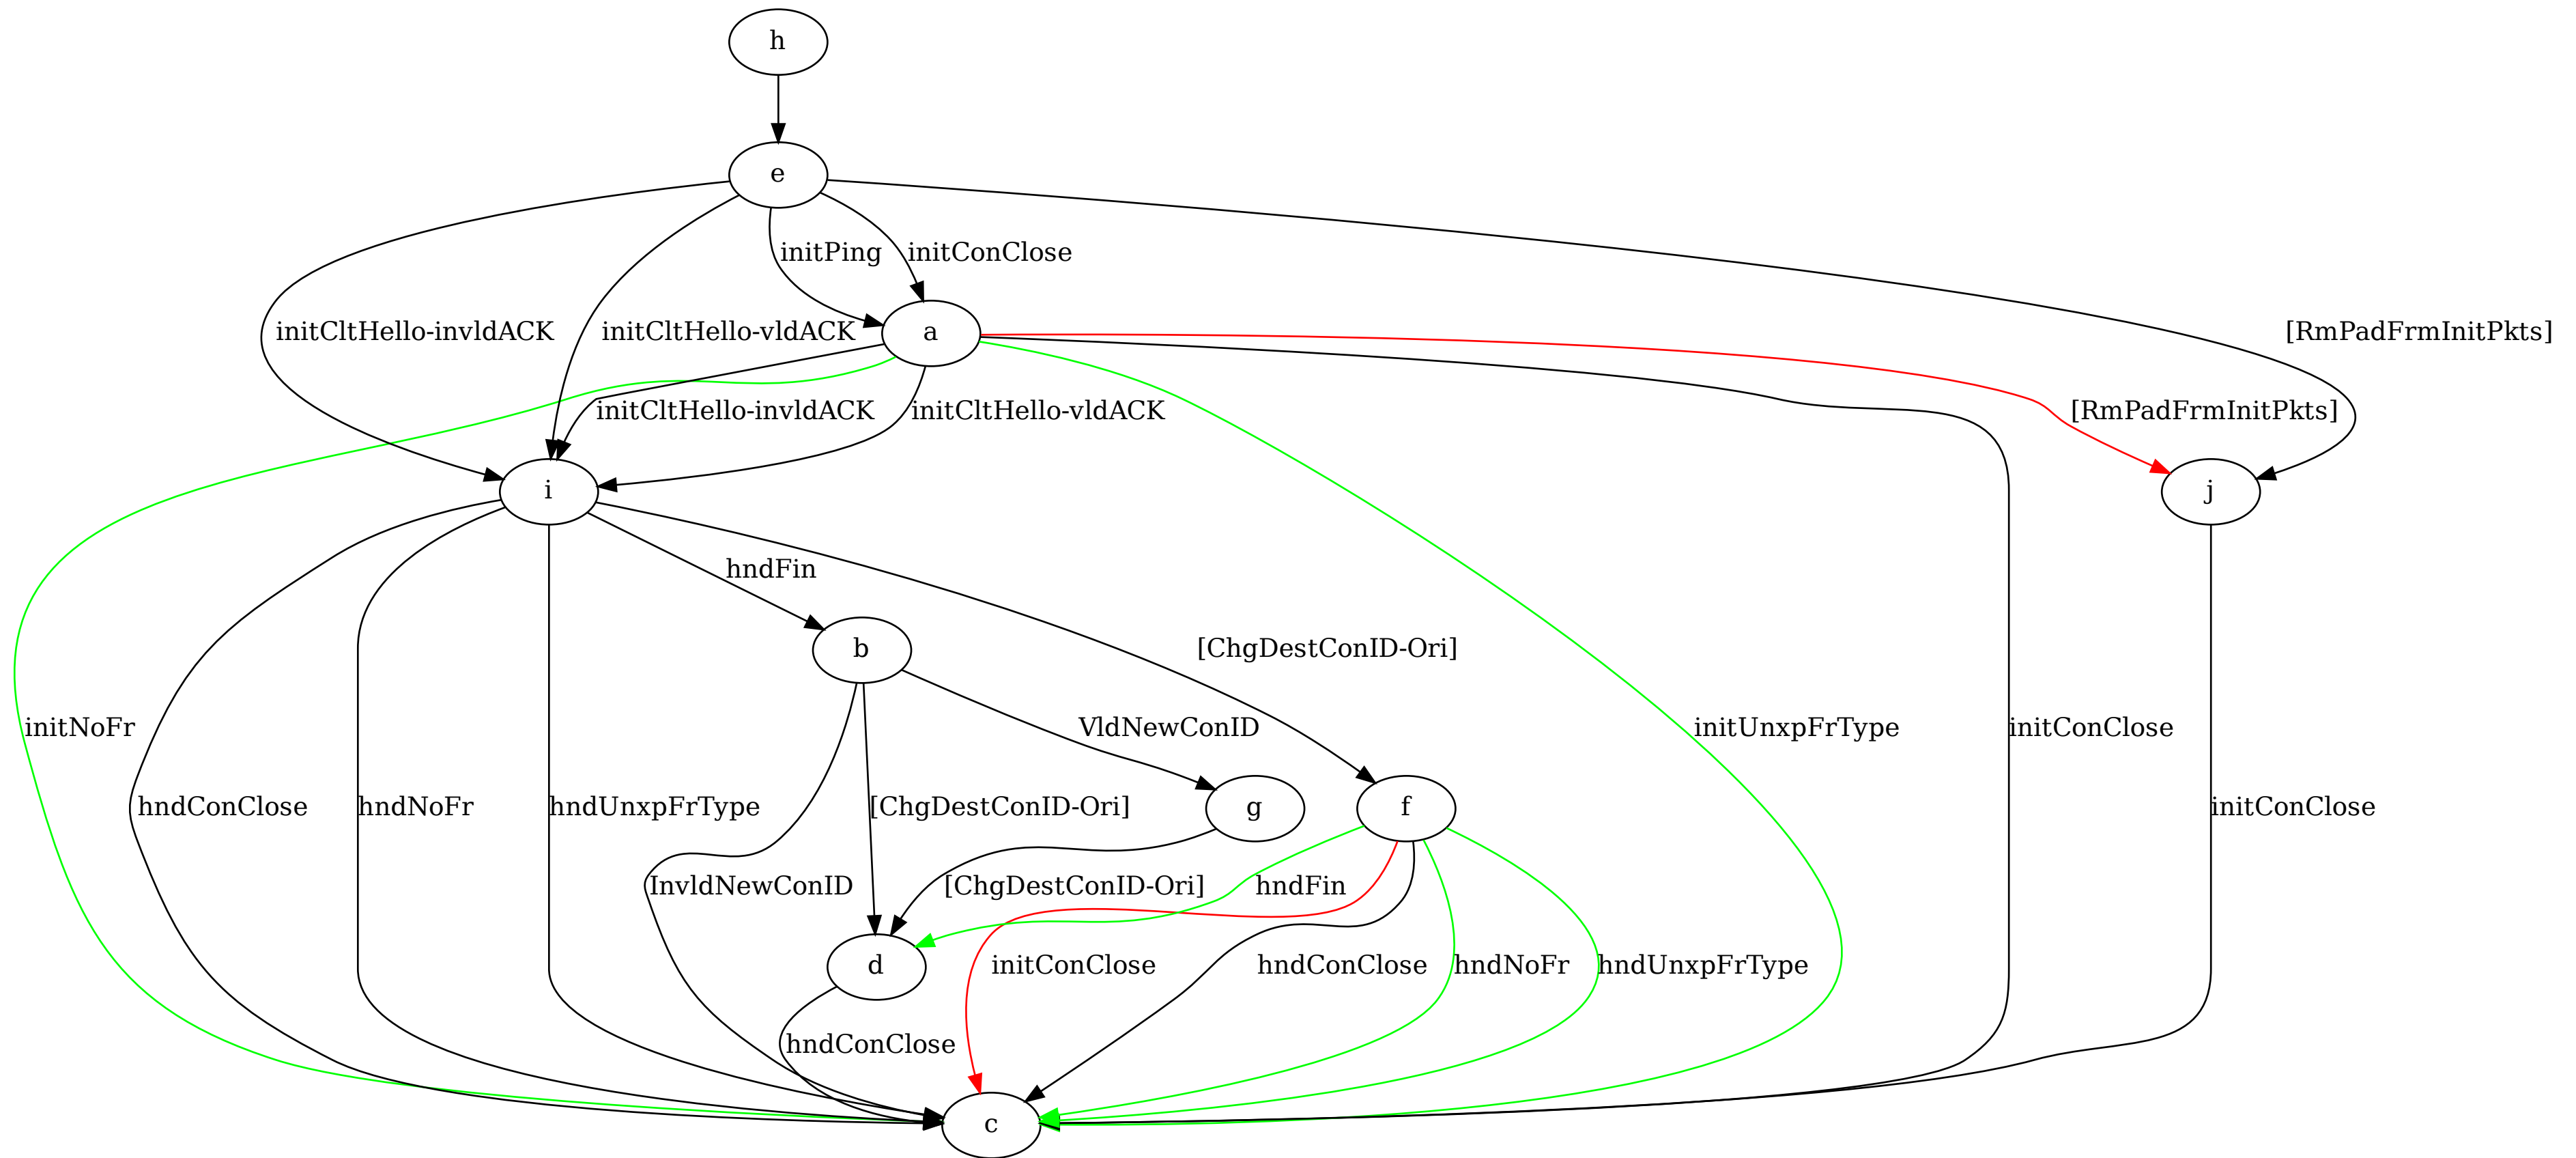 h
e
initPing
initConClose
initCltHello-invldACK
initCltHello-vldACK
a
[RmPadFrmInitPkts]
initCltHello-invldACK
initCltHello-vldACK
[RmPadFrmInitPkts]
i
j
hndFin
b
[ChgDestConID-Ori]
initNoFr
VldNewConID
initUnxpFrType
initConClose
hndConClose
hndNoFr
hndUnxpFrType
[ChgDestConID-Ori]
g
f
initConClose
InvldNewConID
[ChgDestConID-Ori]
hndFin
d
initConClose
hndConClose
hndNoFr
hndUnxpFrType
hndConClose
c